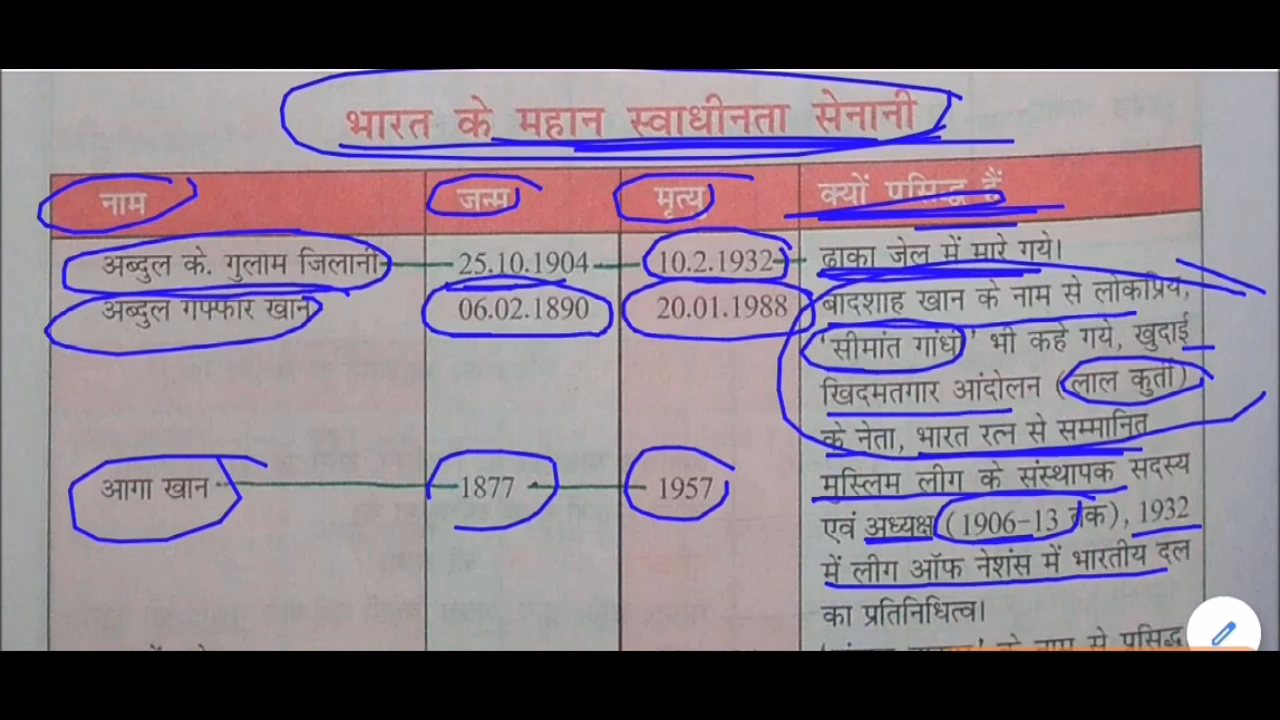 भारत के महान स्वाधीनता सेनानी
नाम जन्म मृत्यु क्यों प्रसिद्ध हैं
अब्दुल के. गुलाम जिलानी 25.10.1904 10.2.1932 ढाका जेल में मारे गये।
अब्दुल गफ्फार खान 06.02.1890 20.01.1988 बादशाह खान के नाम से लोकप्रिय,
'सीमांत गांधी' भी कहे गये, खुदाई
खिदमतगार आंदोलन (लाल कुर्ती)
के नेता, भारत रत्न से सम्मानित
आगा खान 1877 1957 मुस्लिम लीग के संस्थापक सदस्य
एवं अध्यक्ष (1906-13 तक), 1932
में लीग ऑफ नेशंस में भारतीय दल
का प्रतिनिधित्व।
के नाम से प्रसिद्ध